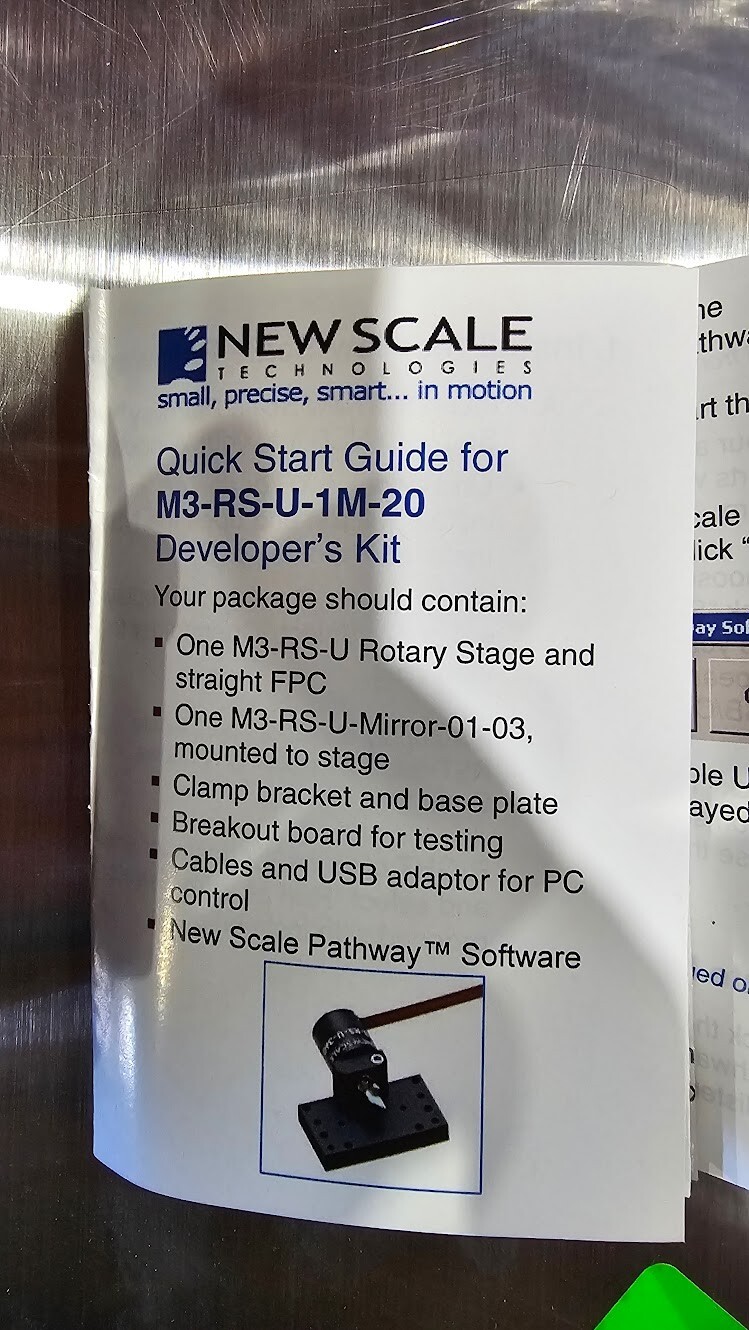 NEW SCALE
TECHNOLOGIES
small, precise, smart... in motion
Quick Start Guide for
M3-RS-U-1M-20
Developer's Kit
Your package should contain:
▪ One M3-RS-U Rotary Stage and
straight FPC
▪ One M3-RS-U-Mirror-01-03,
mounted to stage
▪ Clamp bracket and base plate
▪ Breakout board for testing
▪ Cables and USB adaptor for PC
control
▪ New Scale Pathway™ Software
NEW SCALE